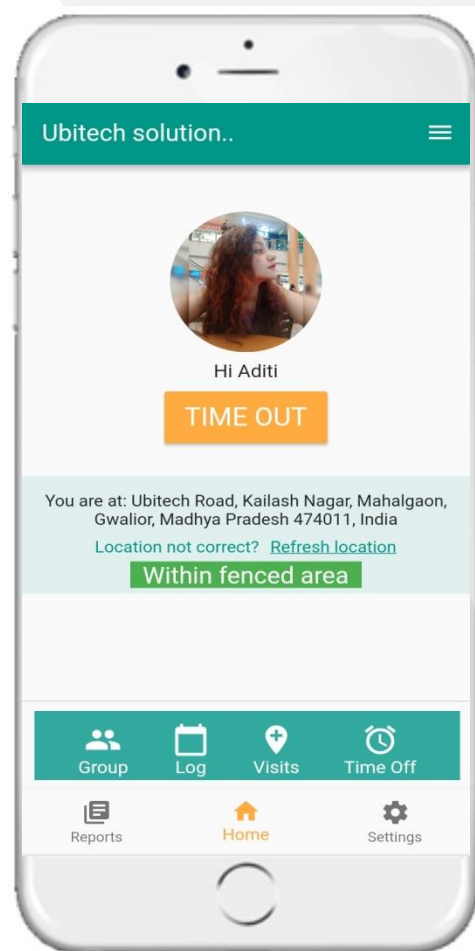 Ubitech solution..
Hi Aditi
TIME OUT
You are at: Ubitech Road, Kailash Nagar, Mahalgaon,
Gwalior, Madhya Pradesh 474011, India
Location not correct? Refresh location
Within fenced area
Group Log Visits Time Off
Reports Home Settings